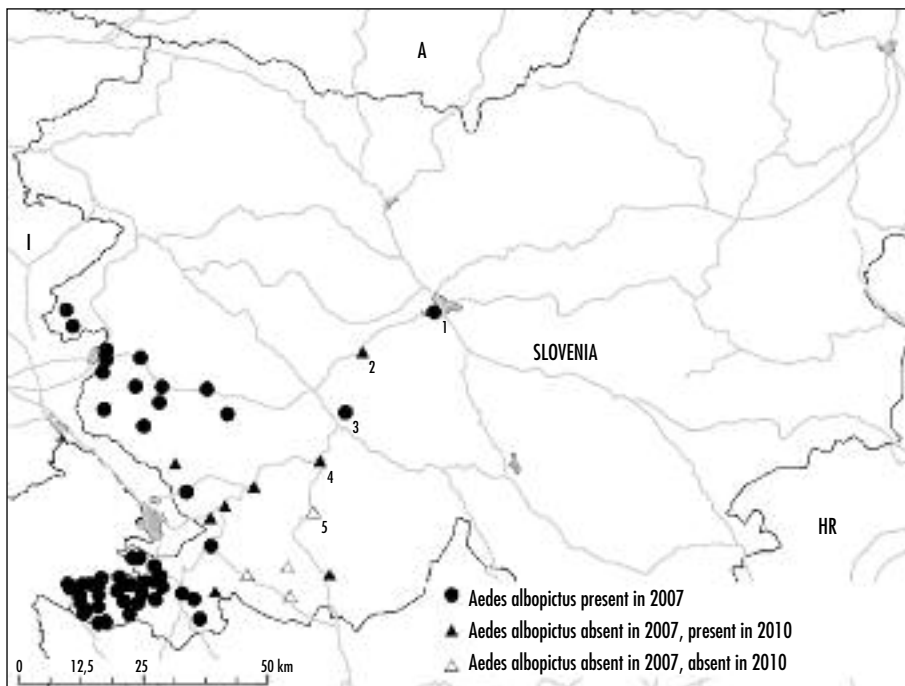 A
I
1
2
SLOVENIA
3
4
5
HR
Aedes albopictus present in 2007
Aedes albopictus absent in 2007, present in 2010
Aedes albopictus absent in 2007, absent in 2010
0 12,5 25 50 km